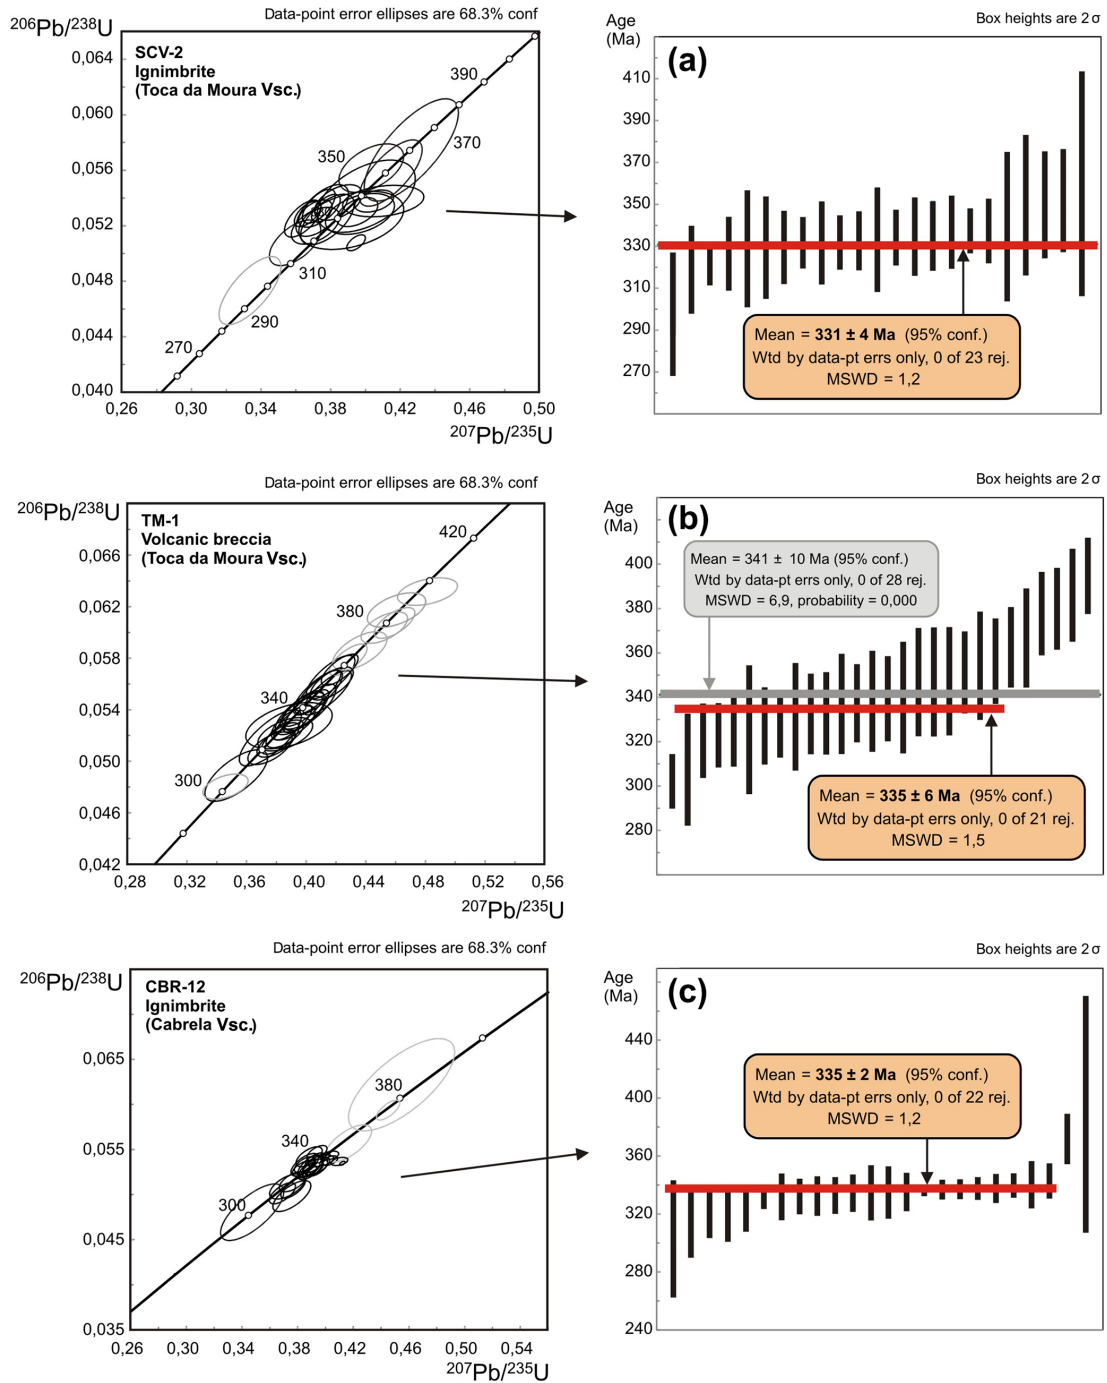 Data-point error ellipses are 68.3% conf
206Pb/238U
SCV-2
Ignimbrite
(Toca da Moura Vsc.)
0,064
0,060
0,056
0,052
0,048
0,044
0,040
390
370
350
310
290
270
0,26 0,30 0,34 0,38 0,42 0,46 0,50
207Pb/235U
Box heights are 2 σ
Age
(Ma)
(a)
410
390
370
350
330
310
290
270
Mean = 331 ± 4 Ma (95% conf.)
Wtd by data-pt errs only, 0 of 23 rej.
MSWD = 1,2
Data-point error ellipses are 68.3% conf
206Pb/238U
TM-1
Volcanic breccia
(Toca da Moura Vsc.)
0,066
0,062
0,058
0,054
0,050
0,046
0,042
420
380
340
300
0,28 0,32 0,36 0,40 0,44 0,48 0,52 0,56
207Pb/235U
Box heights are 2 σ
Age
(Ma)
(b)
400
380
360
340
320
300
280
Mean = 341 ± 10 Ma (95% conf.)
Wtd by data-pt errs only, 0 of 28 rej.
MSWD = 6,9, probability = 0,000
Mean = 335 ± 6 Ma (95% conf.)
Wtd by data-pt errs only, 0 of 21 rej.
MSWD = 1,5
Data-point error ellipses are 68.3% conf
206Pb/238U
CBR-12
Ignimbrite
(Cabrela Vsc.)
0,065
0,055
0,045
0,035
380
340
300
0,26 0,30 0,34 0,38 0,42 0,46 0,50 0,54
207Pb/235U
Box heights are 2 σ
Age
(Ma)
(c)
440
400
360
320
280
240
Mean = 335 ± 2 Ma (95% conf.)
Wtd by data-pt errs only, 0 of 22 rej.
MSWD = 1,2